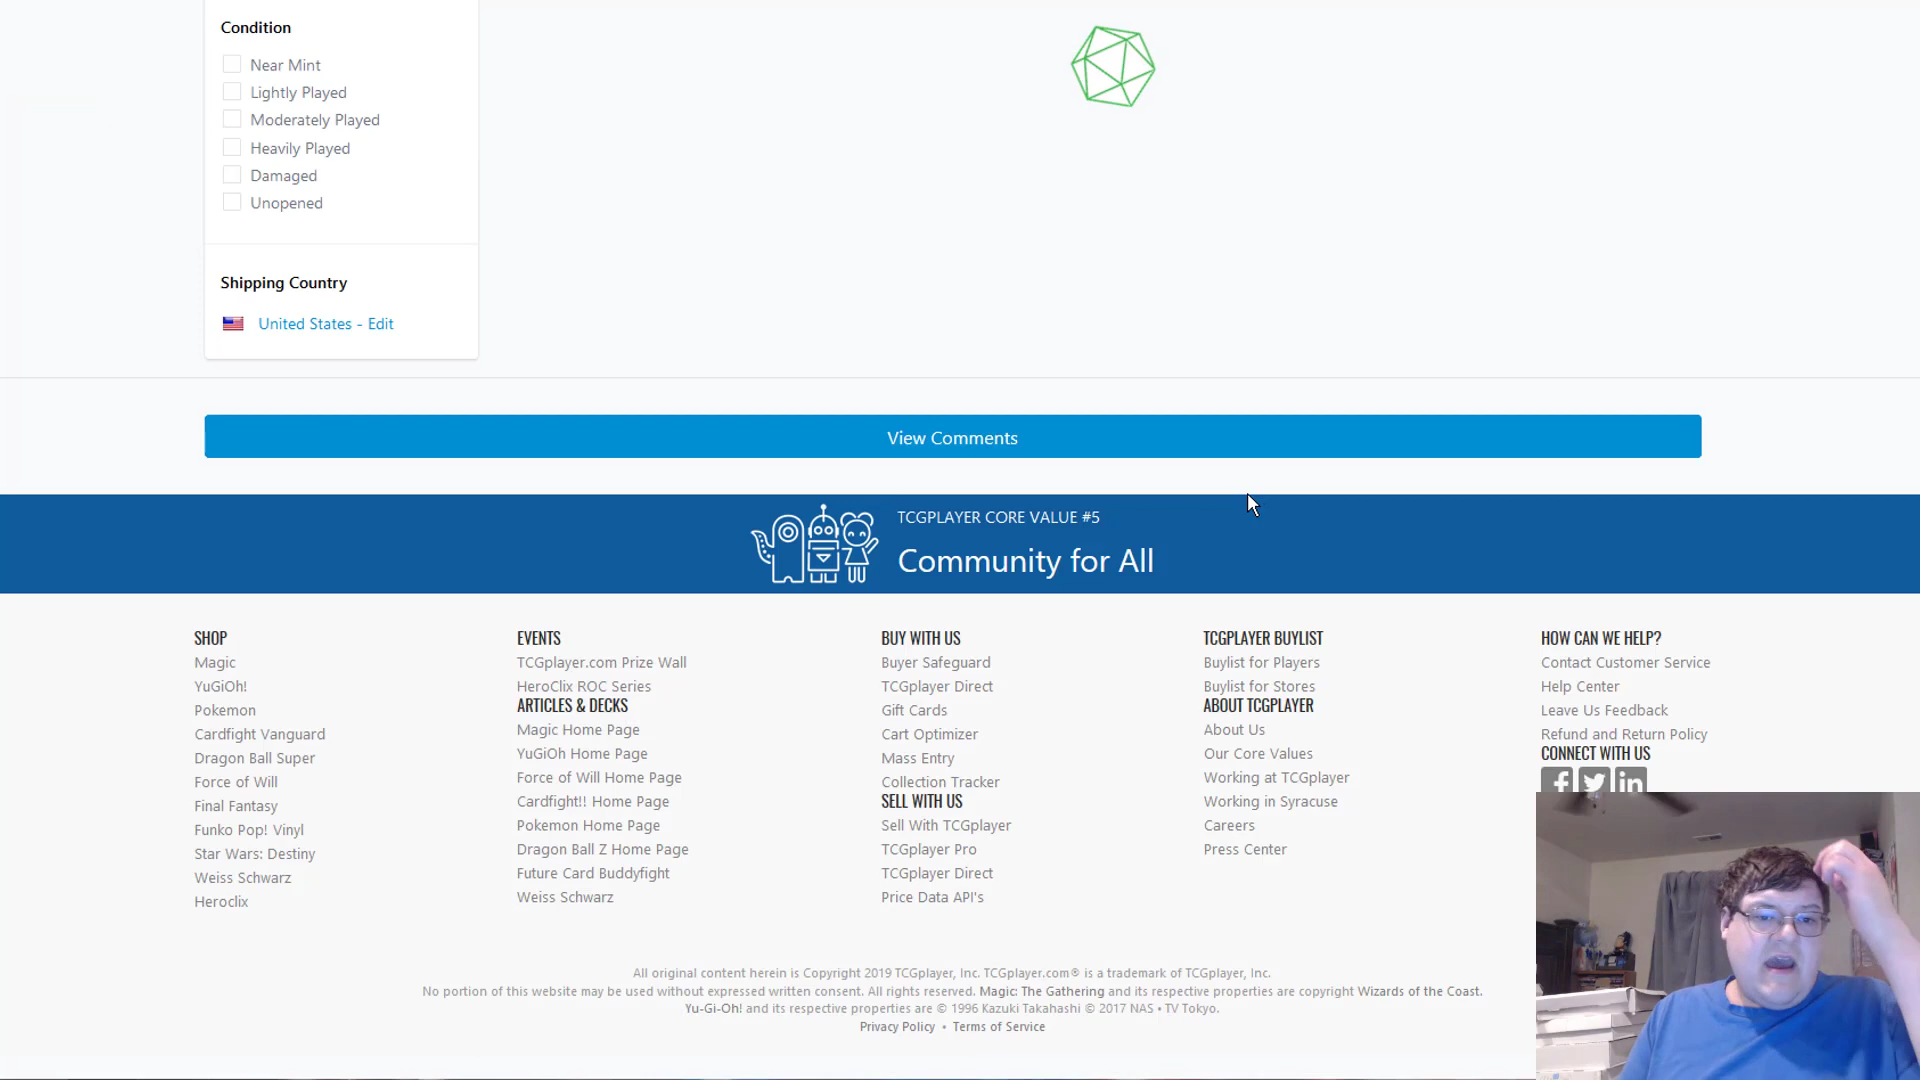 Condition
Near Mint
Lightly Played
Moderately Played
Heavily Played
Damaged
Unopened
Shipping Country
United States - Edit
View Comments
TCGPLAYER CORE VALUE #5
Community for All
SHOP
Magic
YuGiOh!
Pokemon
Cardfight Vanguard
Dragon Ball Super
Force of Will
Final Fantasy
Funko Pop! Vinyl
Star Wars: Destiny
Weiss Schwarz
Heroclix
EVENTS
TCGplayer.com Prize Wall
HeroClix ROC Series
ARTICLES & DECKS
Magic Home Page
YuGiOh Home Page
Force of Will Home Page
Cardfight!! Home Page
Pokemon Home Page
Dragon Ball Z Home Page
Future Card Buddyfight
Weiss Schwarz
BUY WITH US
Buyer Safeguard
TCGplayer Direct
Gift Cards
Cart Optimizer
Mass Entry
Collection Tracker
SELL WITH US
Sell With TCGplayer
TCGplayer Pro
TCGplayer Direct
Price Data API's
TCGPLAYER BUYLIST
Buylist for Players
Buylist for Stores
ABOUT TCGPLAYER
About Us
Our Core Values
Working at TCGplayer
Working in Syracuse
Careers
Press Center
HOW CAN WE HELP?
Contact Customer Service
Help Center
Leave Us Feedback
Refund and Return Policy
CONNECT WITH US
All original content herein is Copyright 2019 TCGplayer, Inc. TCGplayer.com® is a trademark of TCGplayer, Inc.
No portion of this website may be used without expressed written consent. All rights reserved. Magic: The Gathering and its respective properties are copyright Wizards of the Coast.
Yu-Gi-Oh! and its respective properties are © 1996 Kazuki Takahashi © 2017 NAS • TV Tokyo.
Privacy Policy • Terms of Service